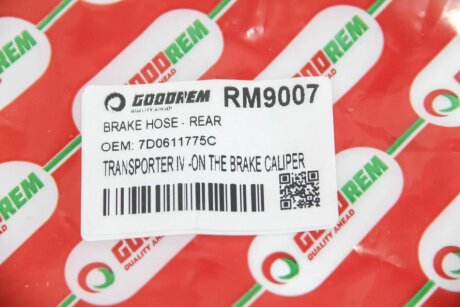 GOODREM
QUALITY AHEAD
GOODREM RM9007
QUALITY AHEAD
BRAKE HOSE - REAR
OEM: 7D0611775C
TRANSPORTER IV -ON THE BRAKE CALIPER
GOODREM
QUALITY AHEAD
GOODREM
QUALITY AHEAD
GOODREM